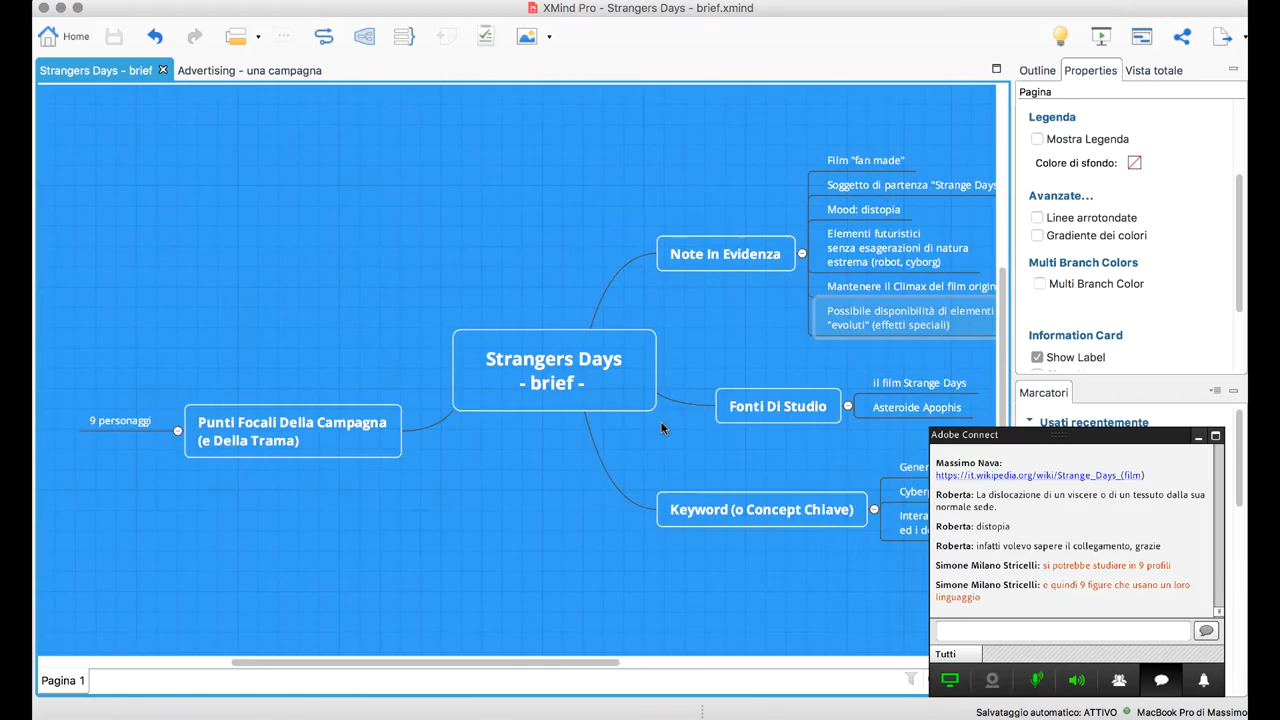 XMind Pro - Strangers Days - brief.xmind
Home
Strangers Days - brief
Advertising - una campagna
Outline
Properties
Vista totale
Pagina
Legenda
Mostra Legenda
Colore di sfondo:
Avanzate...
Linee arrotondate
Gradiente dei colori
Multi Branch Colors
Multi Branch Color
Information Card
Show Label
Marcatori
Usati recentemente
Film "fan made"
Soggetto di partenza "Strange Days
Mood: distopia
Elementi futuristici
senza esagerazioni di natura
estrema (robot, cyborg)
Mantenere il Climax del film origin
Possibile disponibilità di elementi
"evoluti" (effetti speciali)
Note In Evidenza
Strangers Days
- brief -
il film Strange Days
Asteroide Apophis
Fonti Di Studio
9 personaggi
Punti Focali Della Campagna
(e Della Trama)
Keyword (o Concept Chiave)
Gener
Cyber
Intera
ed i d
Adobe Connect
Massimo Nava:
https://it.wikipedia.org/wiki/Strange_Days_(film)
Roberta: La dislocazione di un viscere o di un tessuto dalla sua
normale sede.
Roberta: distopia
Roberta: infatti volevo sapere il collegamento, grazie
Simone Milano Stricelli: si potrebbe studiare in 9 profili
Simone Milano Stricelli: e quindi 9 figure che usano un loro
linguaggio
Tutti
Pagina 1
Salvataggio automatico: ATTIVO
MacBook Pro di Massimo